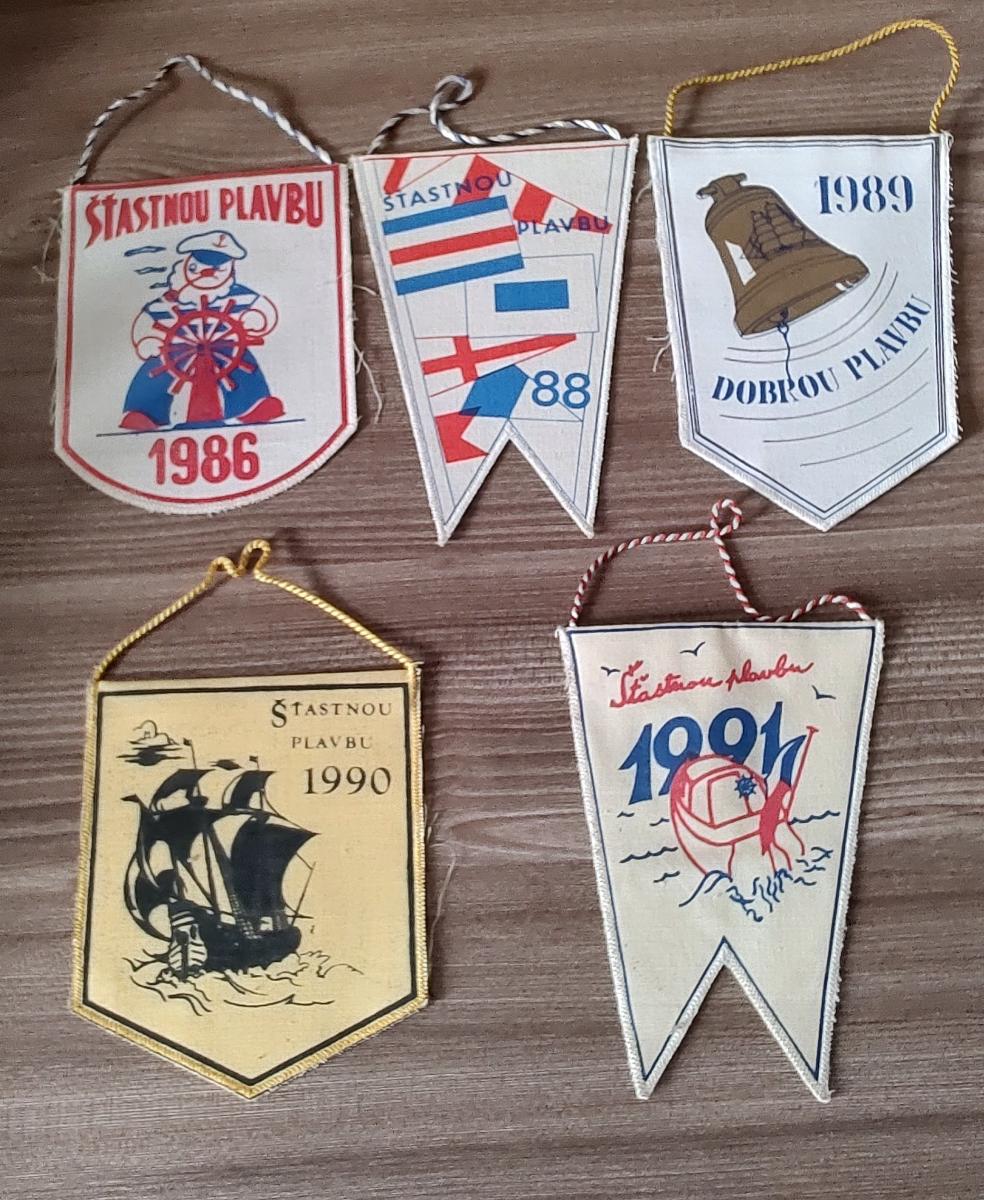 ŠŤASTNOU PLAVBU
1986
ŠŤASTNOU
PLAVBU
88
1989
DOBROU PLAVBU
ŠŤASTNOU
PLAVBU
1990
Šťastnou plavbu
1991